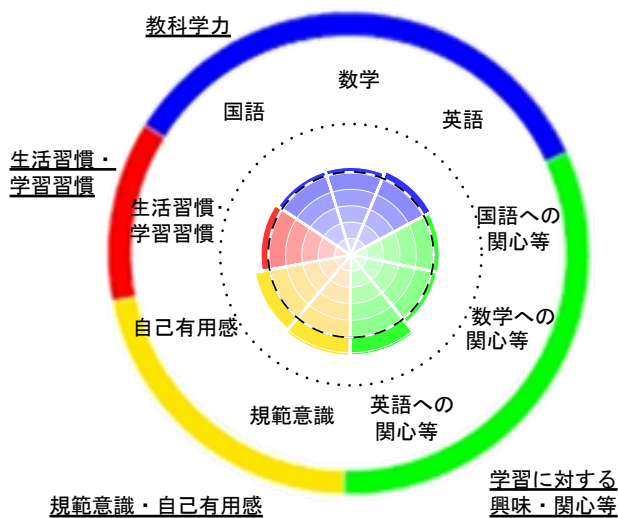 教科学力
数学
国語
英語
生活習慣・
学習習慣
生活習慣・
学習習慣
国語への
関心等
自己有用感
数学への
関心等
規範意識
英語への
関心等
学習に対する
興味・関心等
規範意識・自己有用感